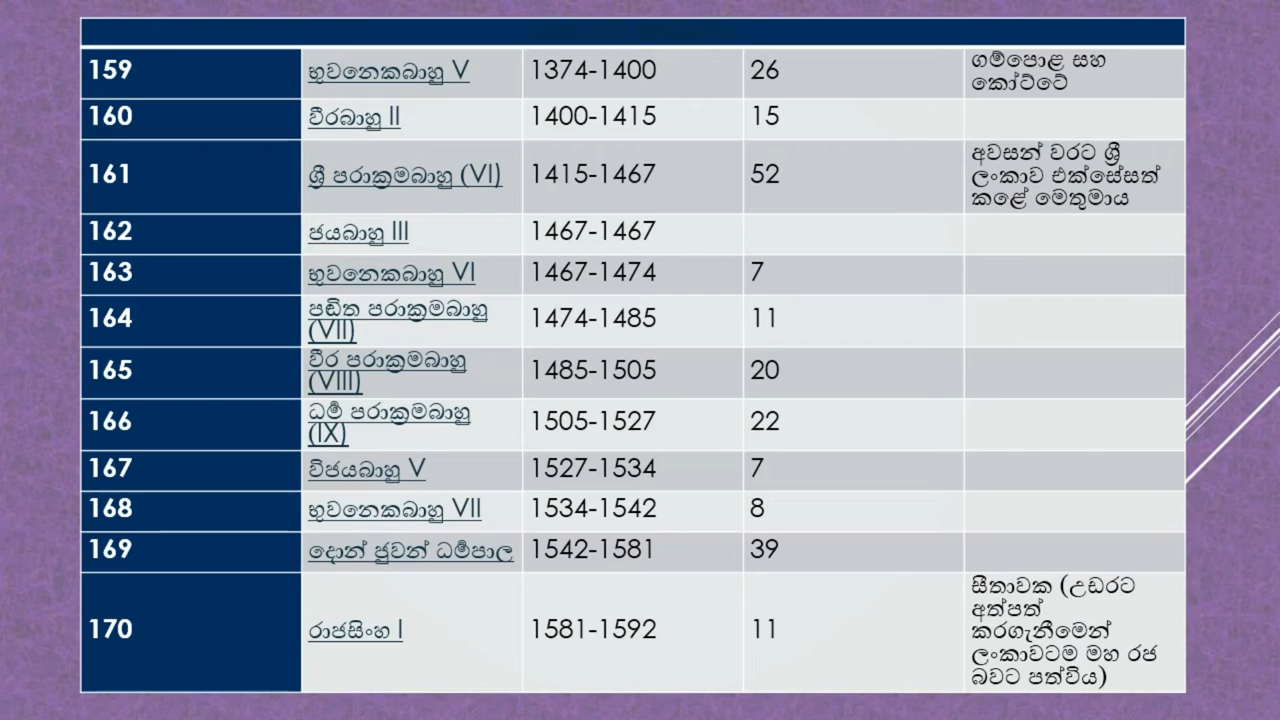 159 භුවනෙකබාහු V 1374-1400 26 ගම්පොළ සහ
කෝට්ටේ
160 වීරබාහු II 1400-1415 15
161 ශ්‍රී පරාක්‍රමබාහු (VI) 1415-1467 52 අවසන් වරට ශ්‍රී
ලංකාව එක්සේසත්
කළේ මෙතුමාය
162 ජයබාහු III 1467-1467
163 භුවනෙකබාහු VI 1467-1474 7
164 පඬිත පරාක්‍රමබාහු
(VII) 1474-1485 11
165 වීර පරාක්‍රමබාහු
(VIII) 1485-1505 20
166 ධර්‍ම පරාක්‍රමබාහු
(IX) 1505-1527 22
167 විජයබාහු V 1527-1534 7
168 භුවනෙකබාහු VII 1534-1542 8
169 දොන් ජුවන් ධර්‍මපාල 1542-1581 39
170 රාජසිංහ I 1581-1592 11 සීතාවක (උඩරට
අත්පත්
කරගැනීමෙන්
ලංකාවටම මහ රජ
බවට පත්විය)